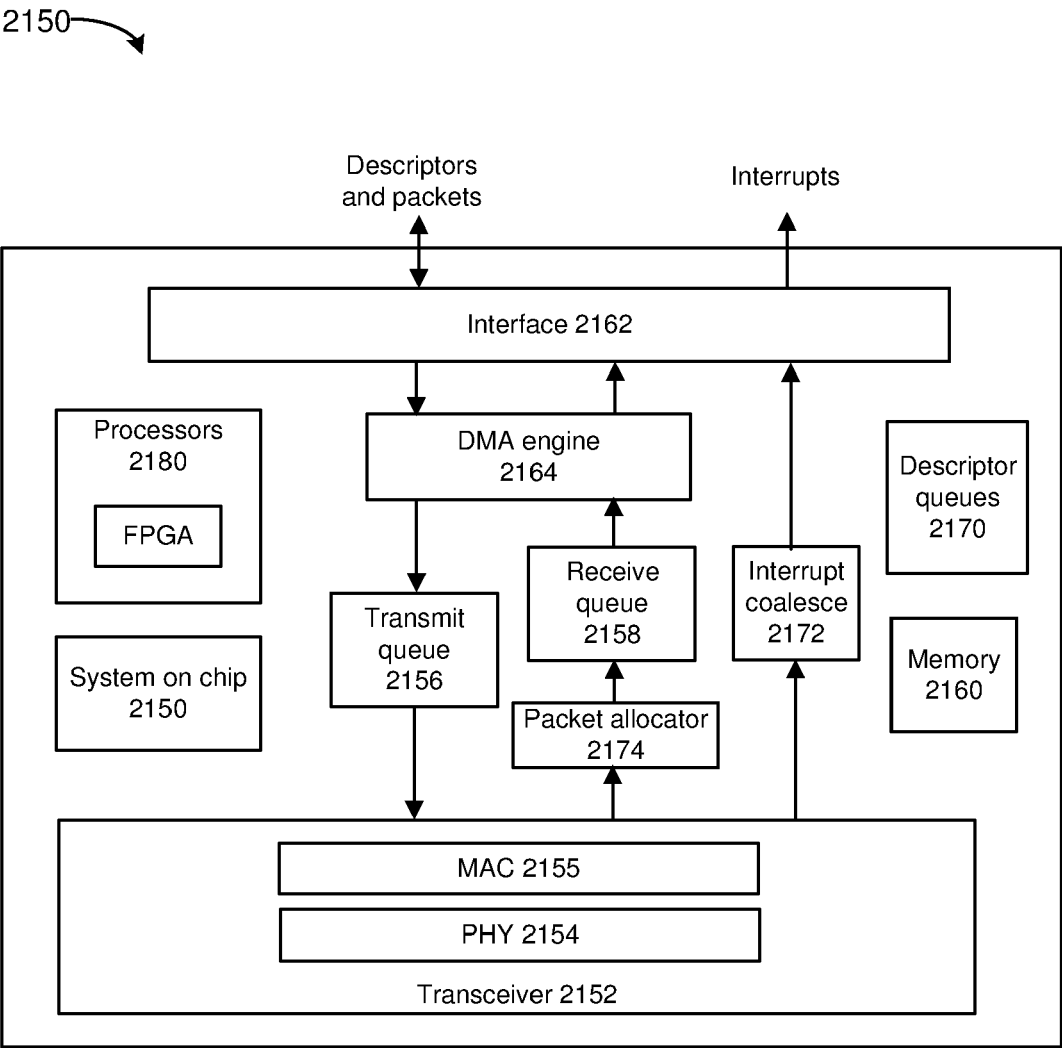 2150
Descriptors
and packets
Interrupts
Interface 2162
Processors
2180
FPGA
DMA engine
2164
Descriptor
queues
2170
Receive
queue
2158
Interrupt
coalesce
2172
Transmit
queue
2156
System on chip
2150
Memory
2160
Packet allocator
2174
MAC 2155
PHY 2154
Transceiver 2152